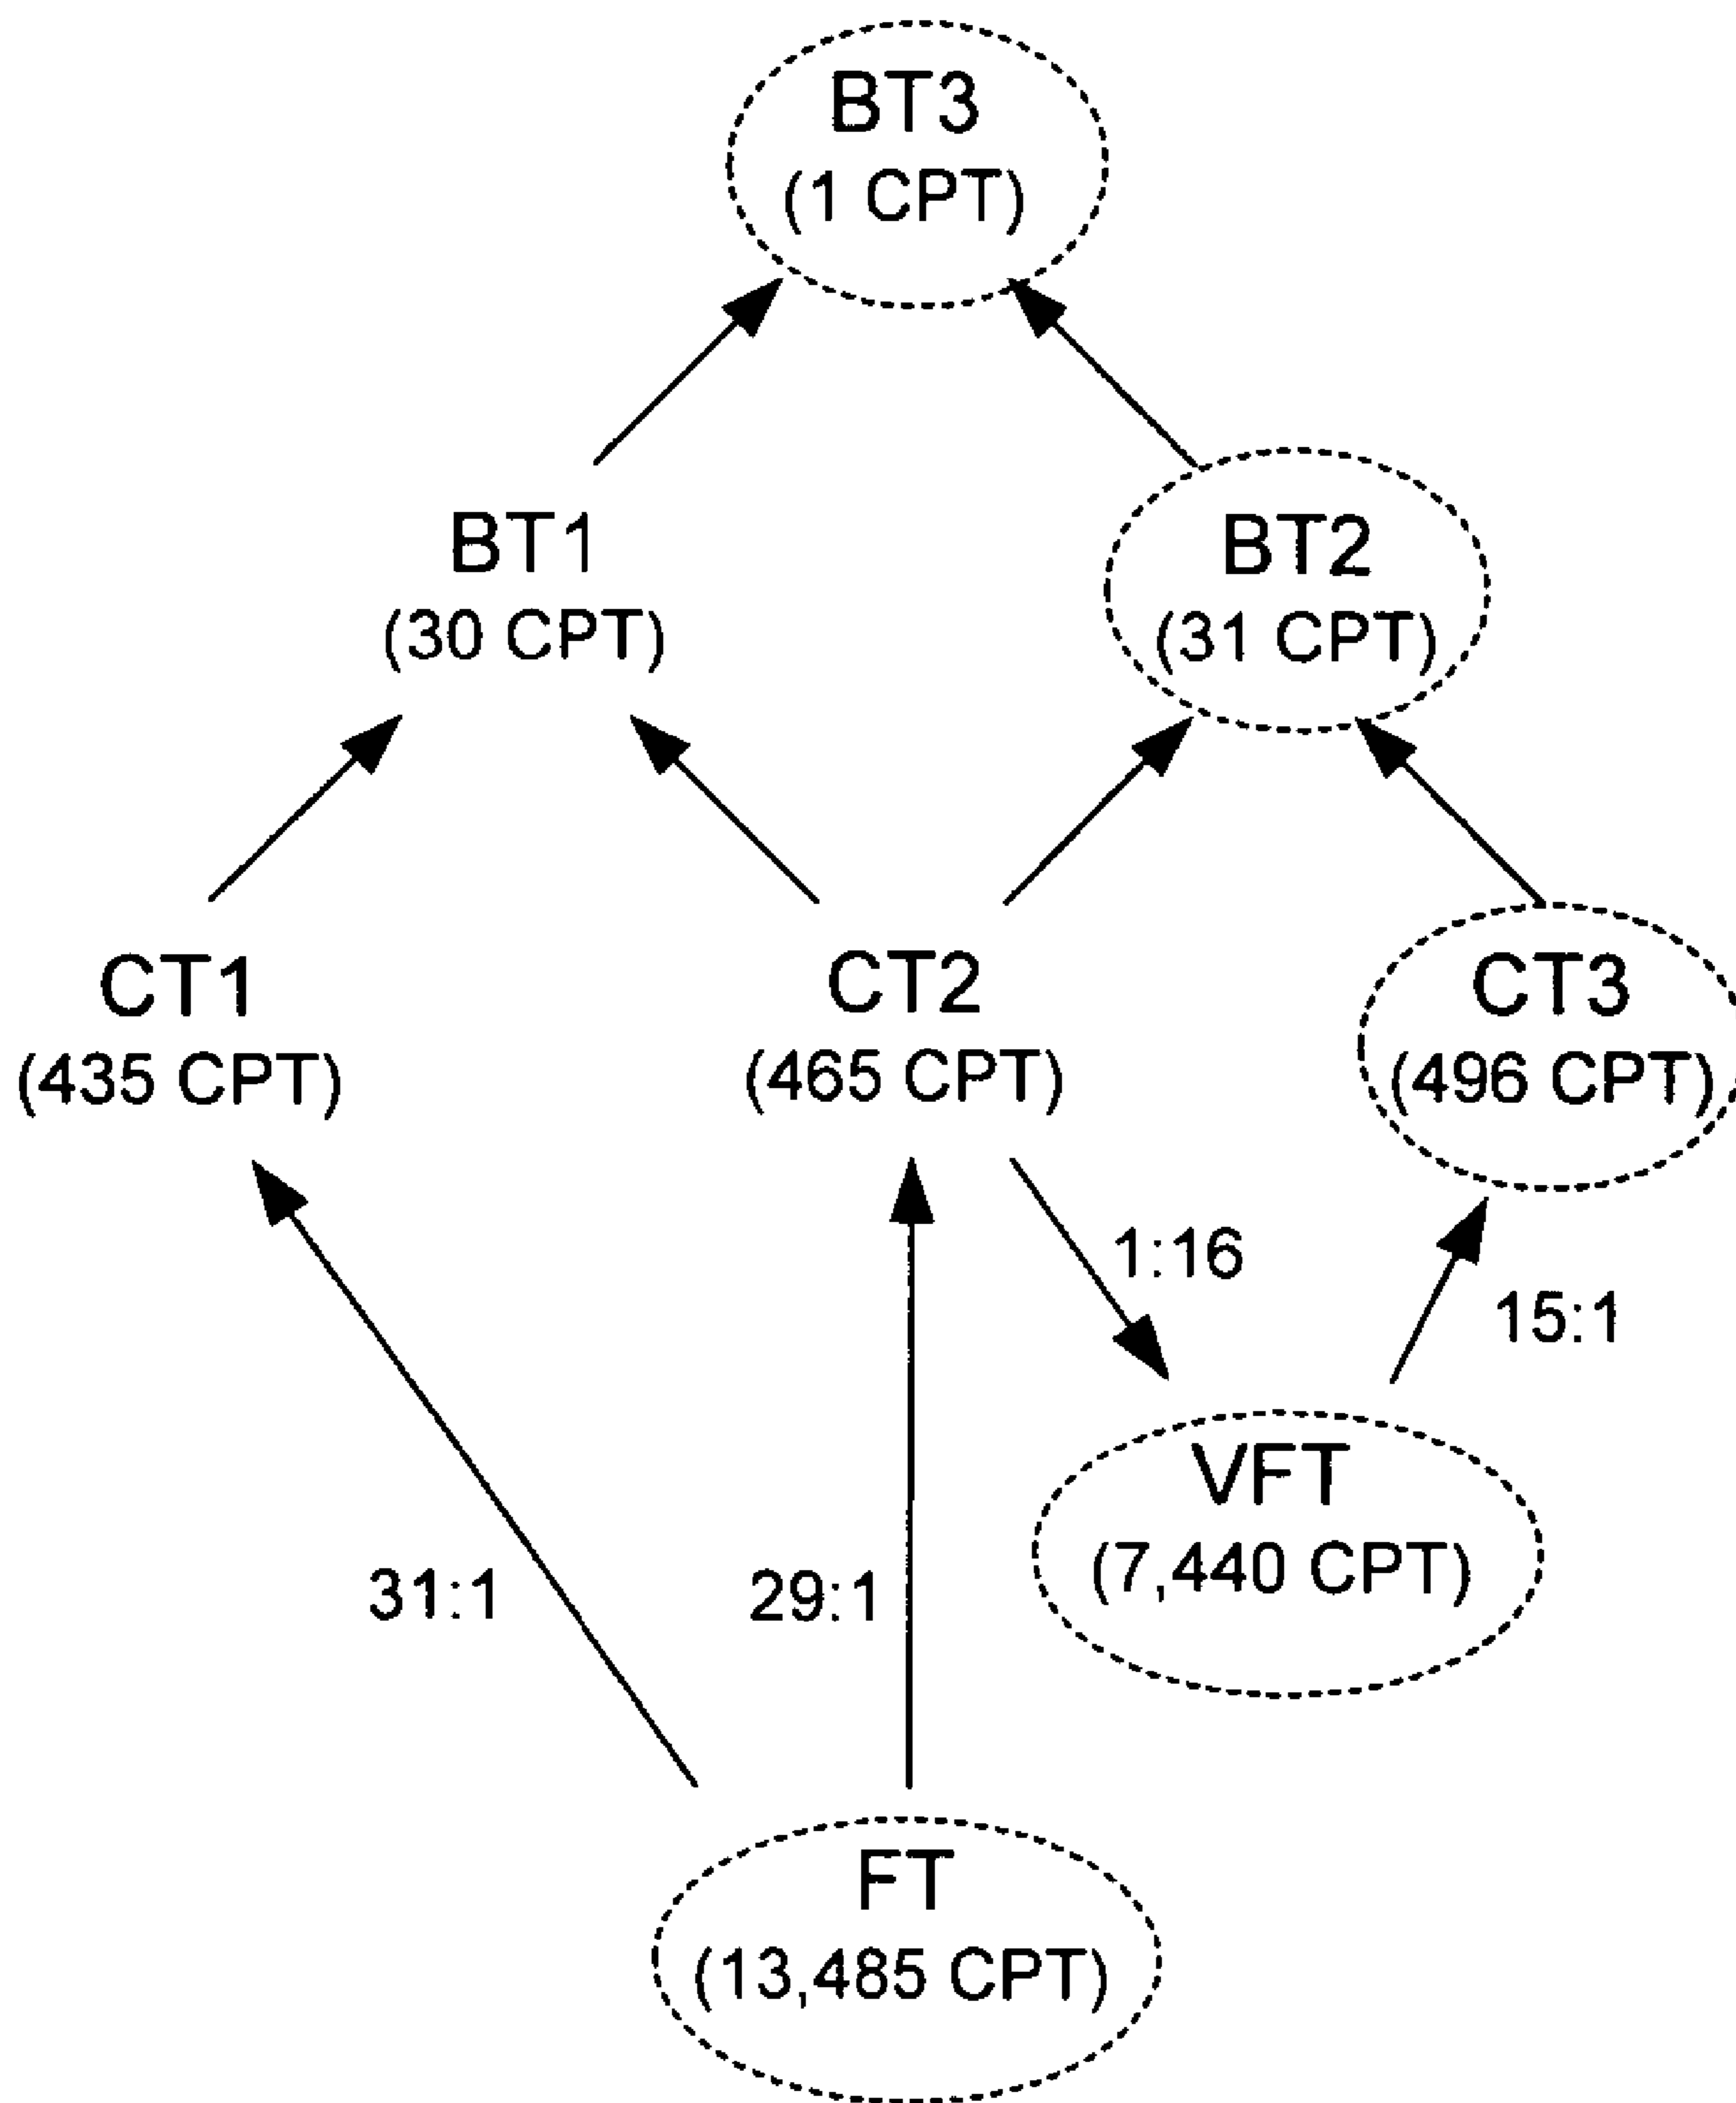 BT3
(1 CPT)
BT1
(30 CPT)
BT2
(31 CPT)
CT1
(435 CPT)
CT2
(465 CPT)
CT3
(496 CPT)
1:16
15:1
VFT
(7,440 CPT)
31:1
29:1
FT
(13,485 CPT)